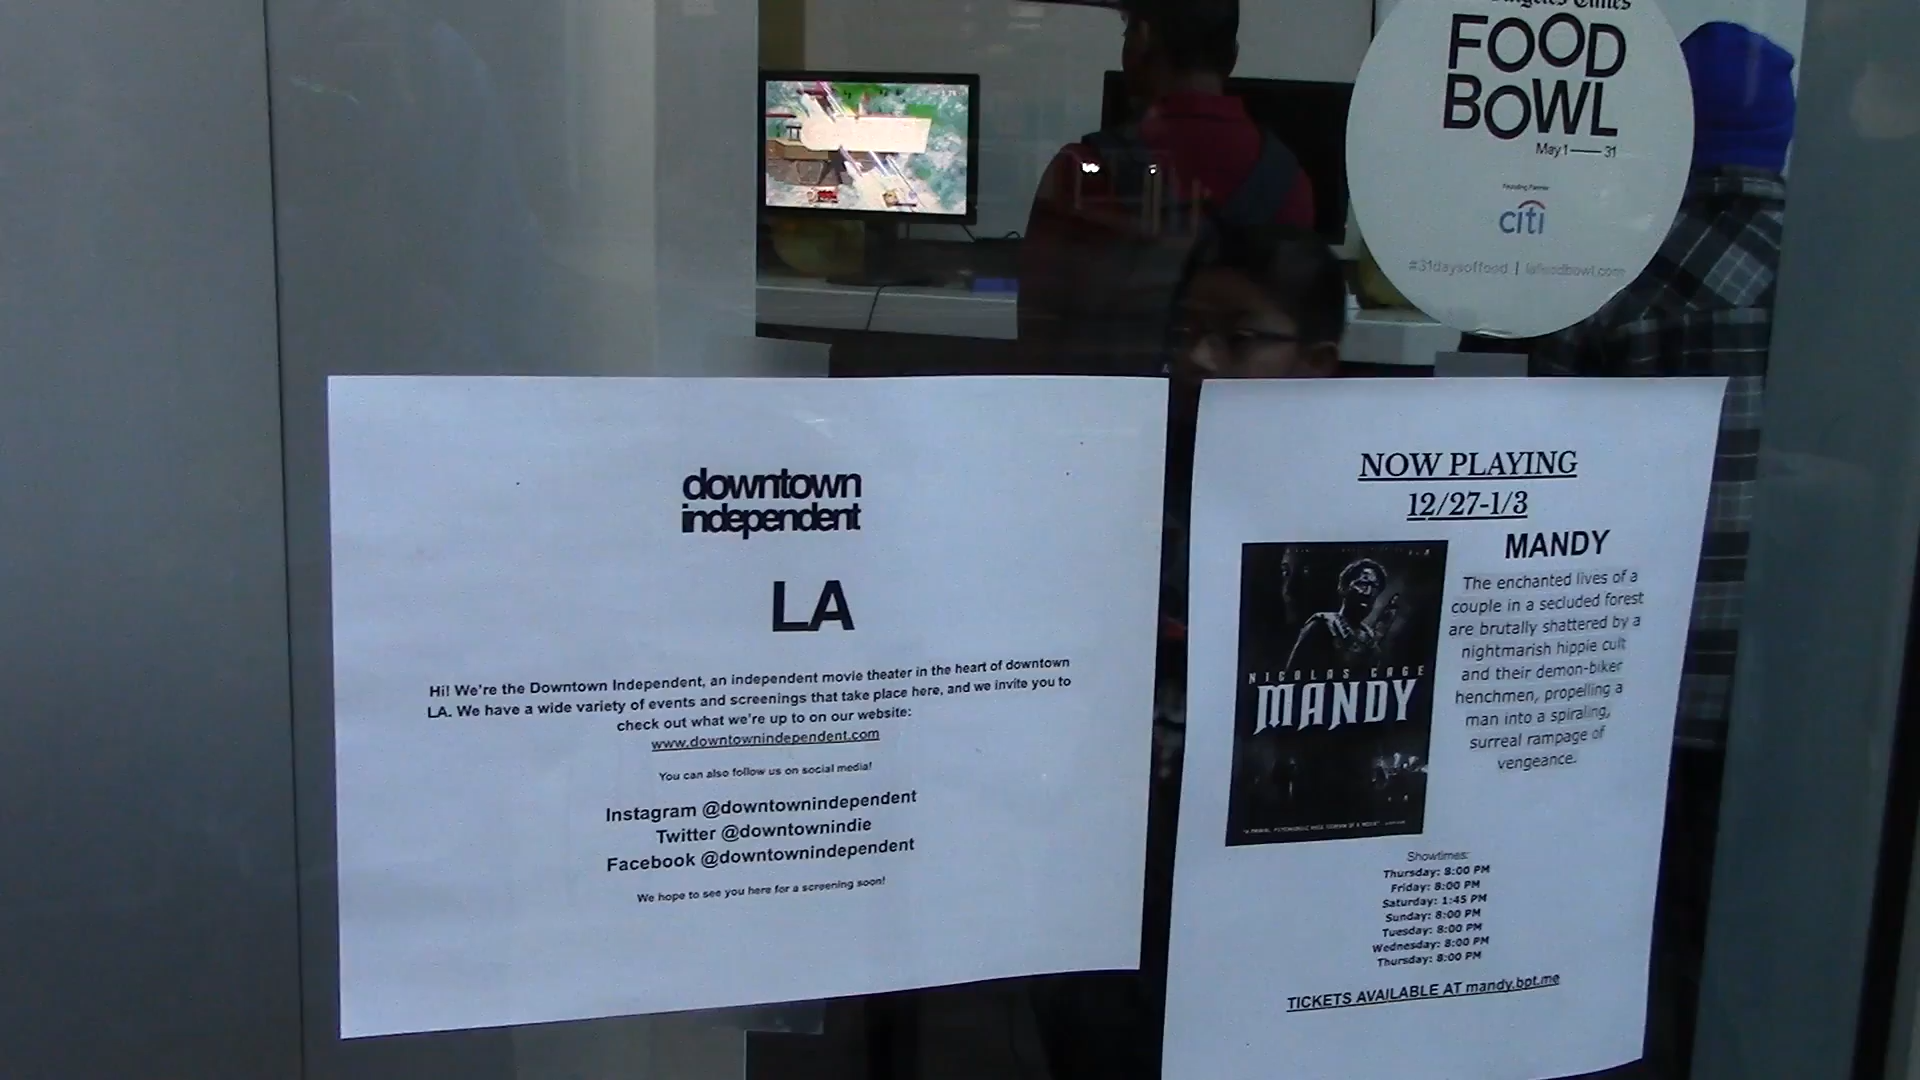 Angeles Times
FOOD
BOWL
May 1 — 31
Founding Partner
citi
#31daysoffood | lafoodbowl.com
downtown
independent
LA
Hi! We're the Downtown Independent, an independent movie theater in the heart of downtown
LA. We have a wide variety of events and screenings that take place here, and we invite you to
check out what we're up to on our website:
www.downtownindependent.com
You can also follow us on social media!
Instagram @downtownindependent
Twitter @downtownindie
Facebook @downtownindependent
We hope to see you here for a screening soon!
NOW PLAYING
12/27-1/3
MANDY
The enchanted lives of a
couple in a secluded forest
are brutally shattered by a
nightmarish hippie cult
and their demon-biker
henchmen, propelling a
man into a spiraling,
surreal rampage of
vengeance.
NICOLAS CAGE
MANDY
Showtimes:
Thursday: 8:00 PM
Friday: 8:00 PM
Saturday: 1:45 PM
Sunday: 8:00 PM
Tuesday: 8:00 PM
Wednesday: 8:00 PM
Thursday: 8:00 PM
TICKETS AVAILABLE AT mandy.bpt.me